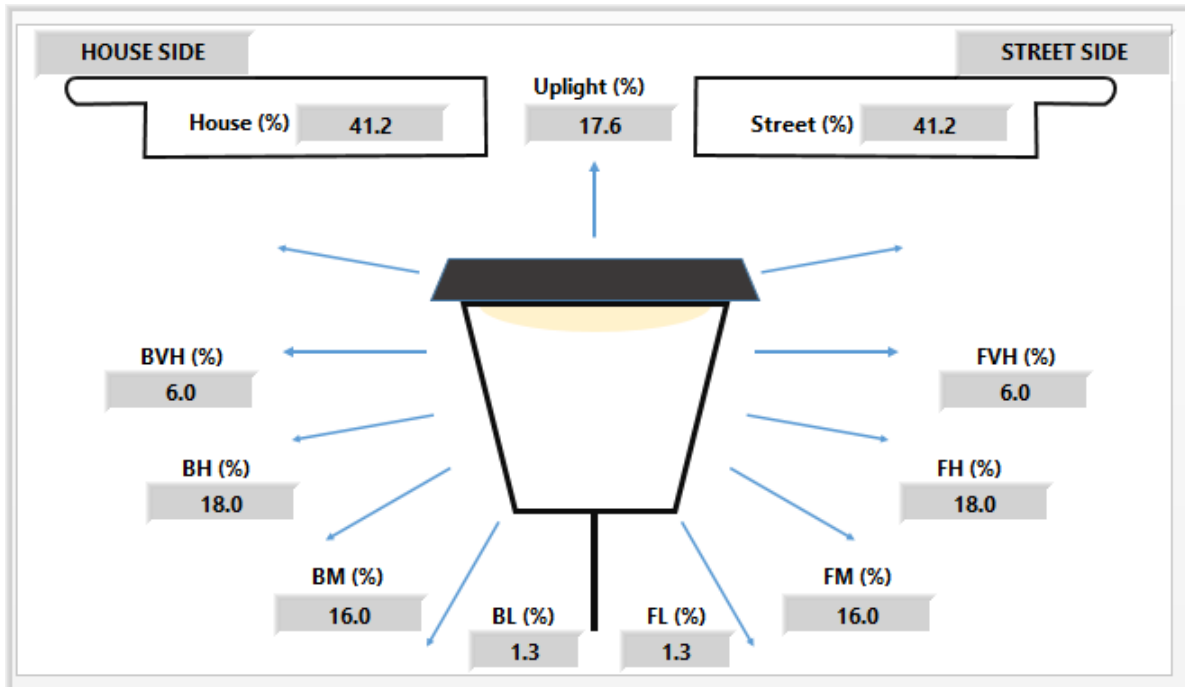 HOUSE SIDE
STREET SIDE
Uplight (%)
House (%) 41.2
17.6
Street (%) 41.2
BVH (%)
6.0
FVH (%)
6.0
BH (%)
18.0
FH (%)
18.0
BM (%)
16.0
FM (%)
16.0
BL (%)
1.3
FL (%)
1.3